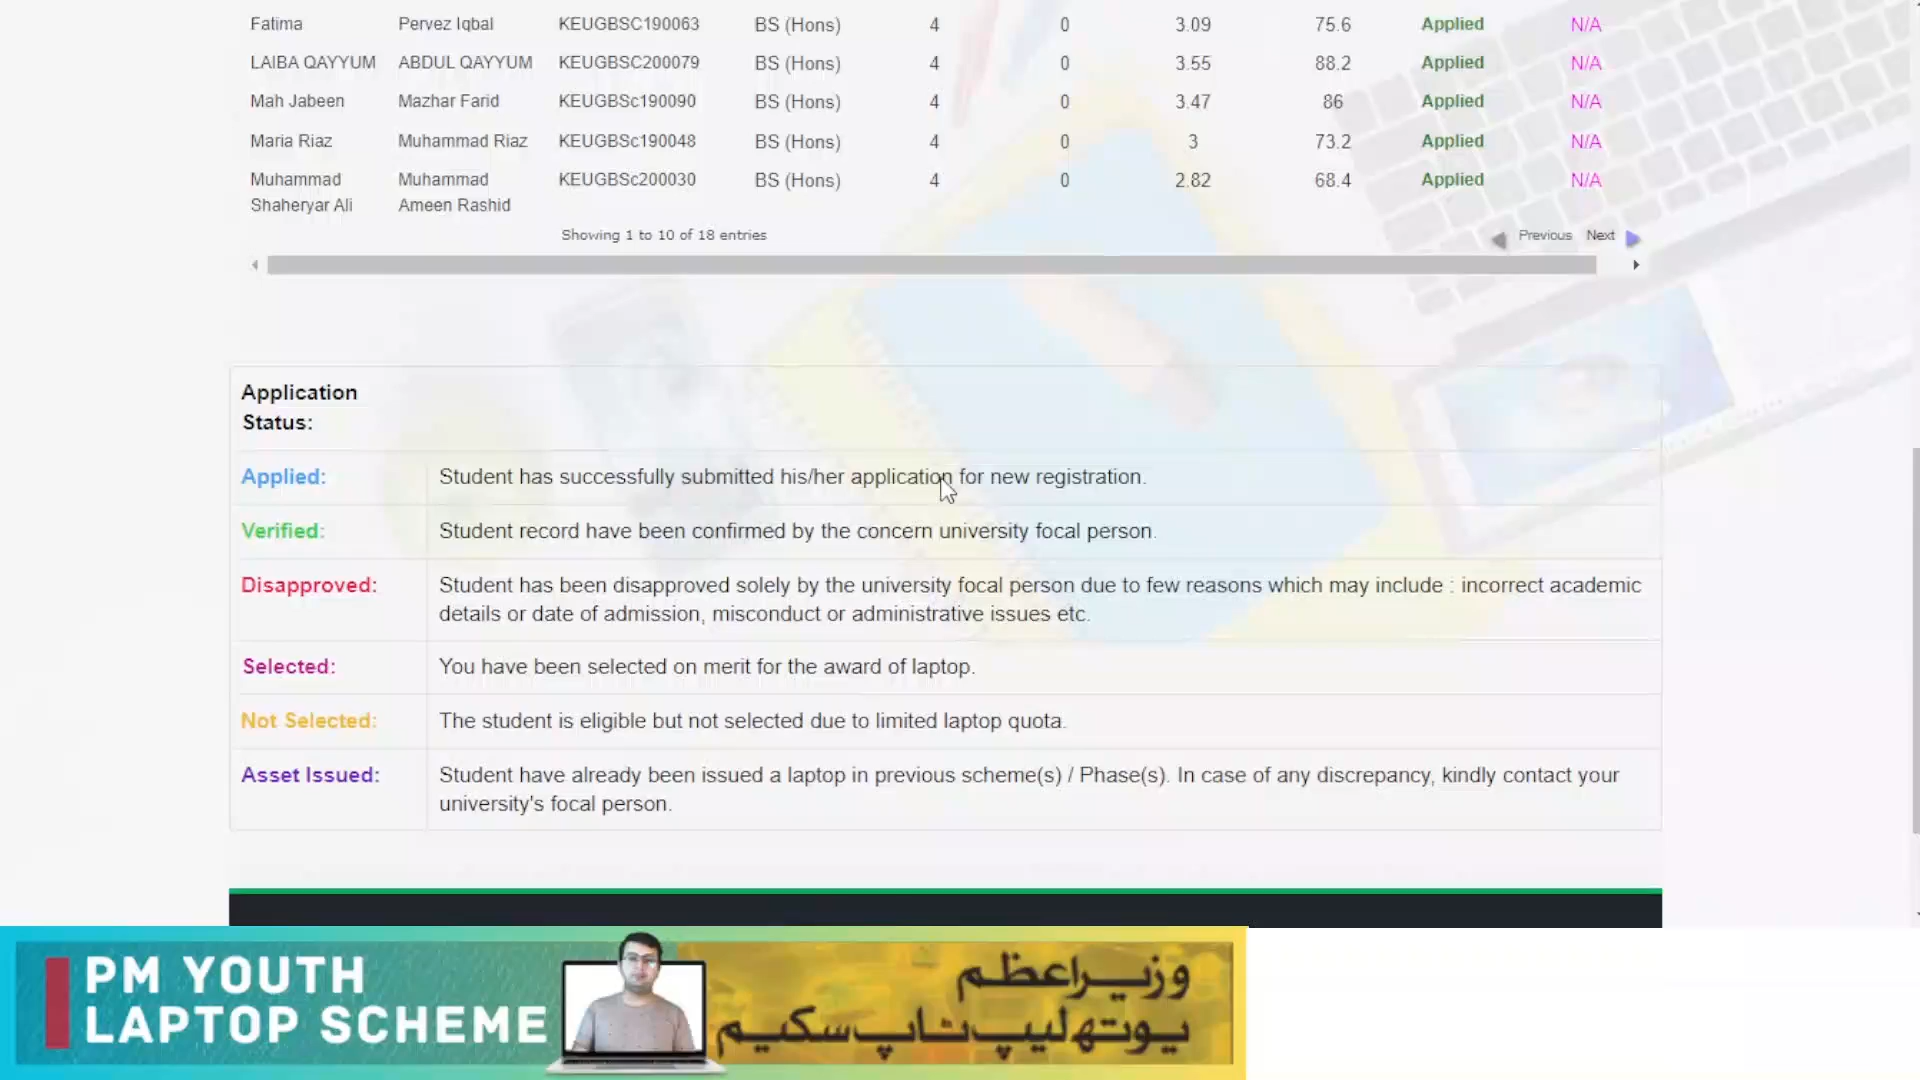 Fatima Pervez Iqbal KEUGBSC190063 BS (Hons) 4 0 3.09 75.6 Applied N/A
LAIBA QAYYUM ABDUL QAYYUM KEUGBSC200079 BS (Hons) 4 0 3.55 88.2 Applied N/A
Mah Jabeen Mazhar Farid KEUGBSc190090 BS (Hons) 4 0 3.47 86 Applied N/A
Maria Riaz Muhammad Riaz KEUGBSc190048 BS (Hons) 4 0 3 73.2 Applied N/A
Muhammad Muhammad KEUGBSc200030 BS (Hons) 4 0 2.82 68.4 Applied N/A
Shaheryar Ali Ameen Rashid
Showing 1 to 10 of 18 entries Previous Next
Application
Status:
Applied: Student has successfully submitted his/her application for new registration.
Verified: Student record have been confirmed by the concern university focal person.
Disapproved: Student has been disapproved solely by the university focal person due to few reasons which may include : incorrect academic
details or date of admission, misconduct or administrative issues etc.
Selected: You have been selected on merit for the award of laptop.
Not Selected: The student is eligible but not selected due to limited laptop quota.
Asset Issued: Student have already been issued a laptop in previous scheme(s) / Phase(s). In case of any discrepancy, kindly contact your
university's focal person.
PM YOUTH
LAPTOP SCHEME
وزیراعظم
یوتھ لیپ ٹاپ سکیم